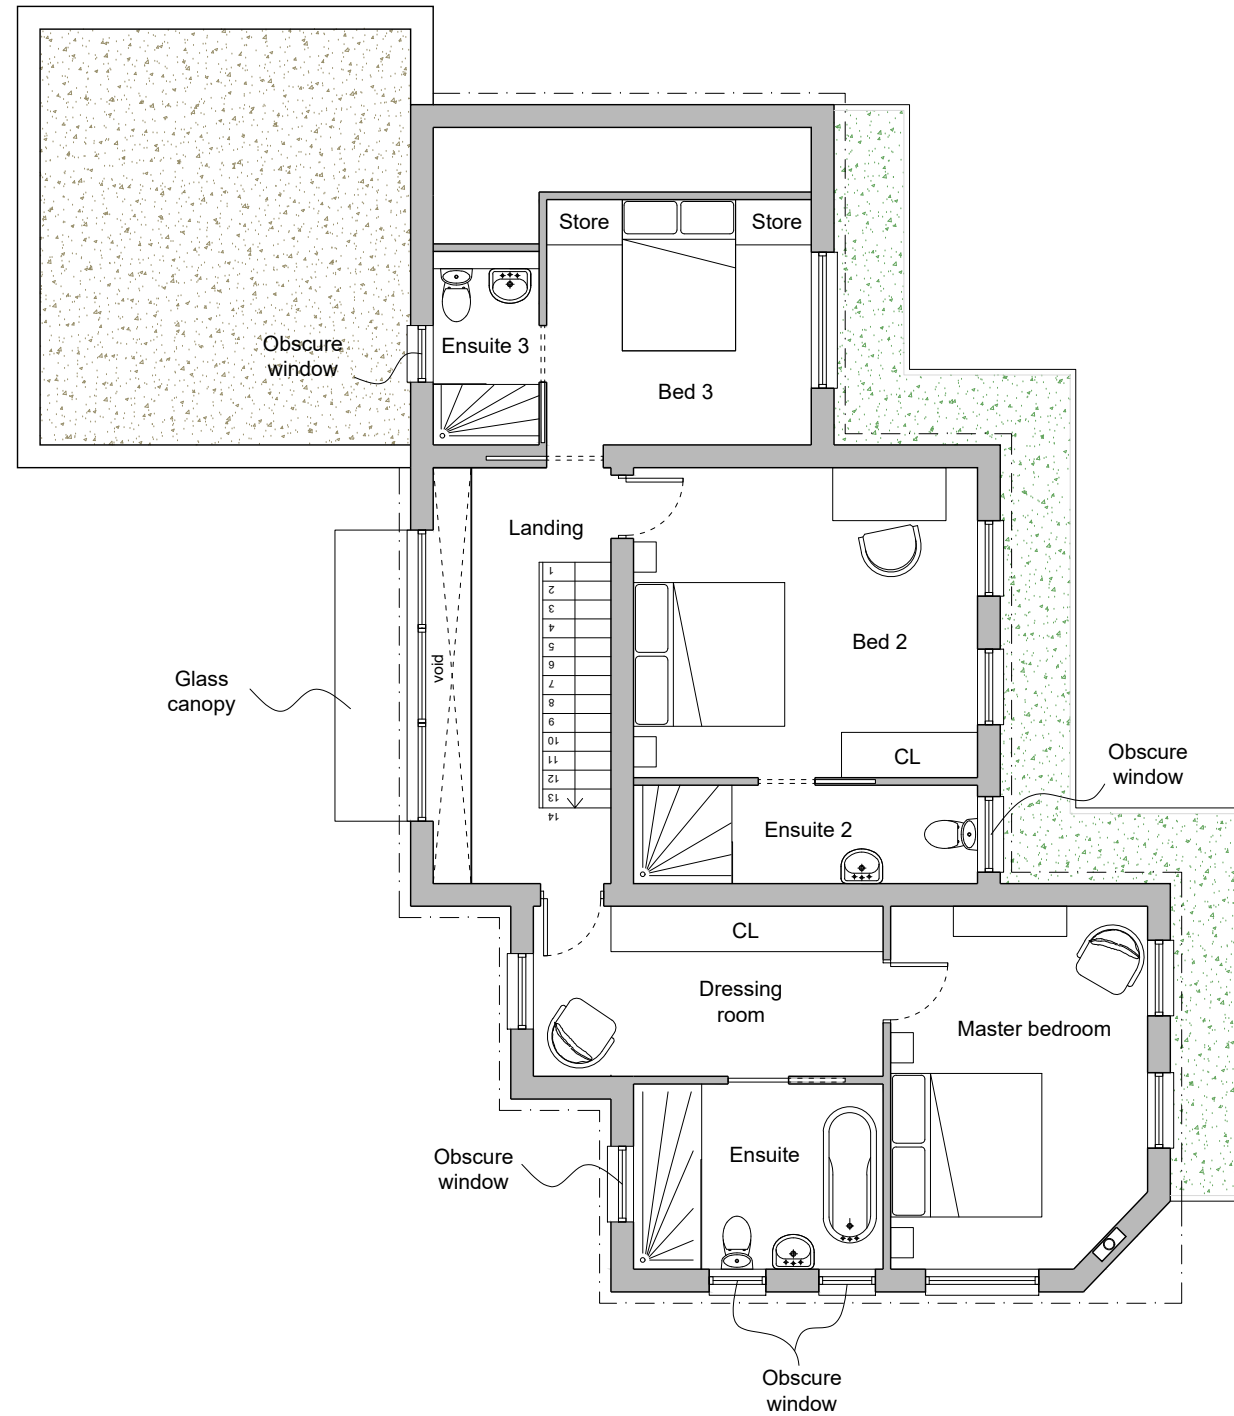 Store
Store
Obscure
window
Ensuite 3
Bed 3
Landing
1
2
3
4
5
6
7
8
9
10
11
12
13
14
void
Bed 2
Glass
canopy
CL
Obscure
window
Ensuite 2
CL
Dressing
room
Master bedroom
Obscure
window
Ensuite
Obscure
window